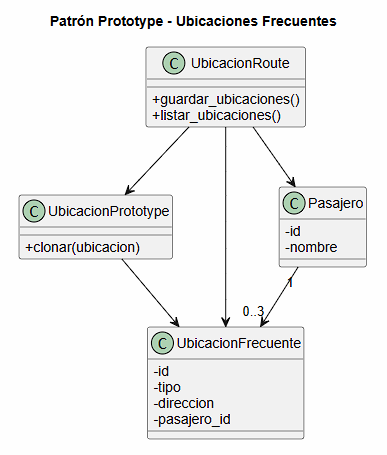 Patrón Prototype - Ubicaciones Frecuentes
C UbicacionRoute
+guardar_ubicaciones()
+listar_ubicaciones()
C UbicacionPrototype
+clonar(ubicacion)
C Pasajero
-id
-nombre
1
0..3
C UbicacionFrecuente
-id
-tipo
-direccion
-pasajero_id